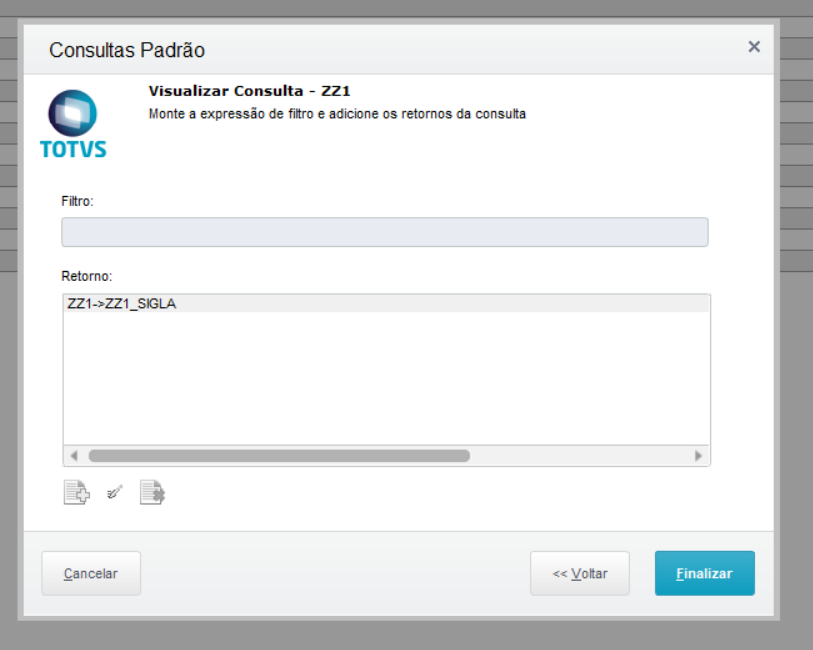 Consultas Padrão
Visualizar Consulta - ZZ1
Monte a expressão de filtro e adicione os retornos da consulta
TOTVS
Filtro:
Retorno:
ZZ1->ZZ1_SIGLA
Cancelar
<< Voltar
Finalizar